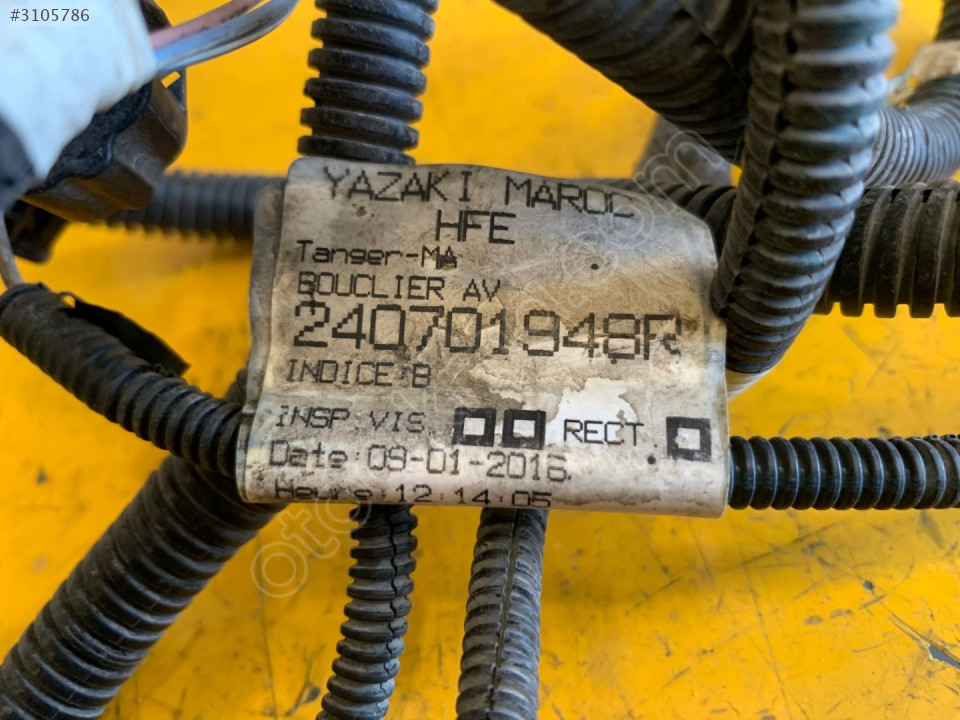 #3105786
YAZAKI MAROC
HFE
Tanger-MA
BOUCLIER AV
240701948R
INDICE:B
INSP VIS. RECT.
Date:09-01-2016.
Heure:12:14:05